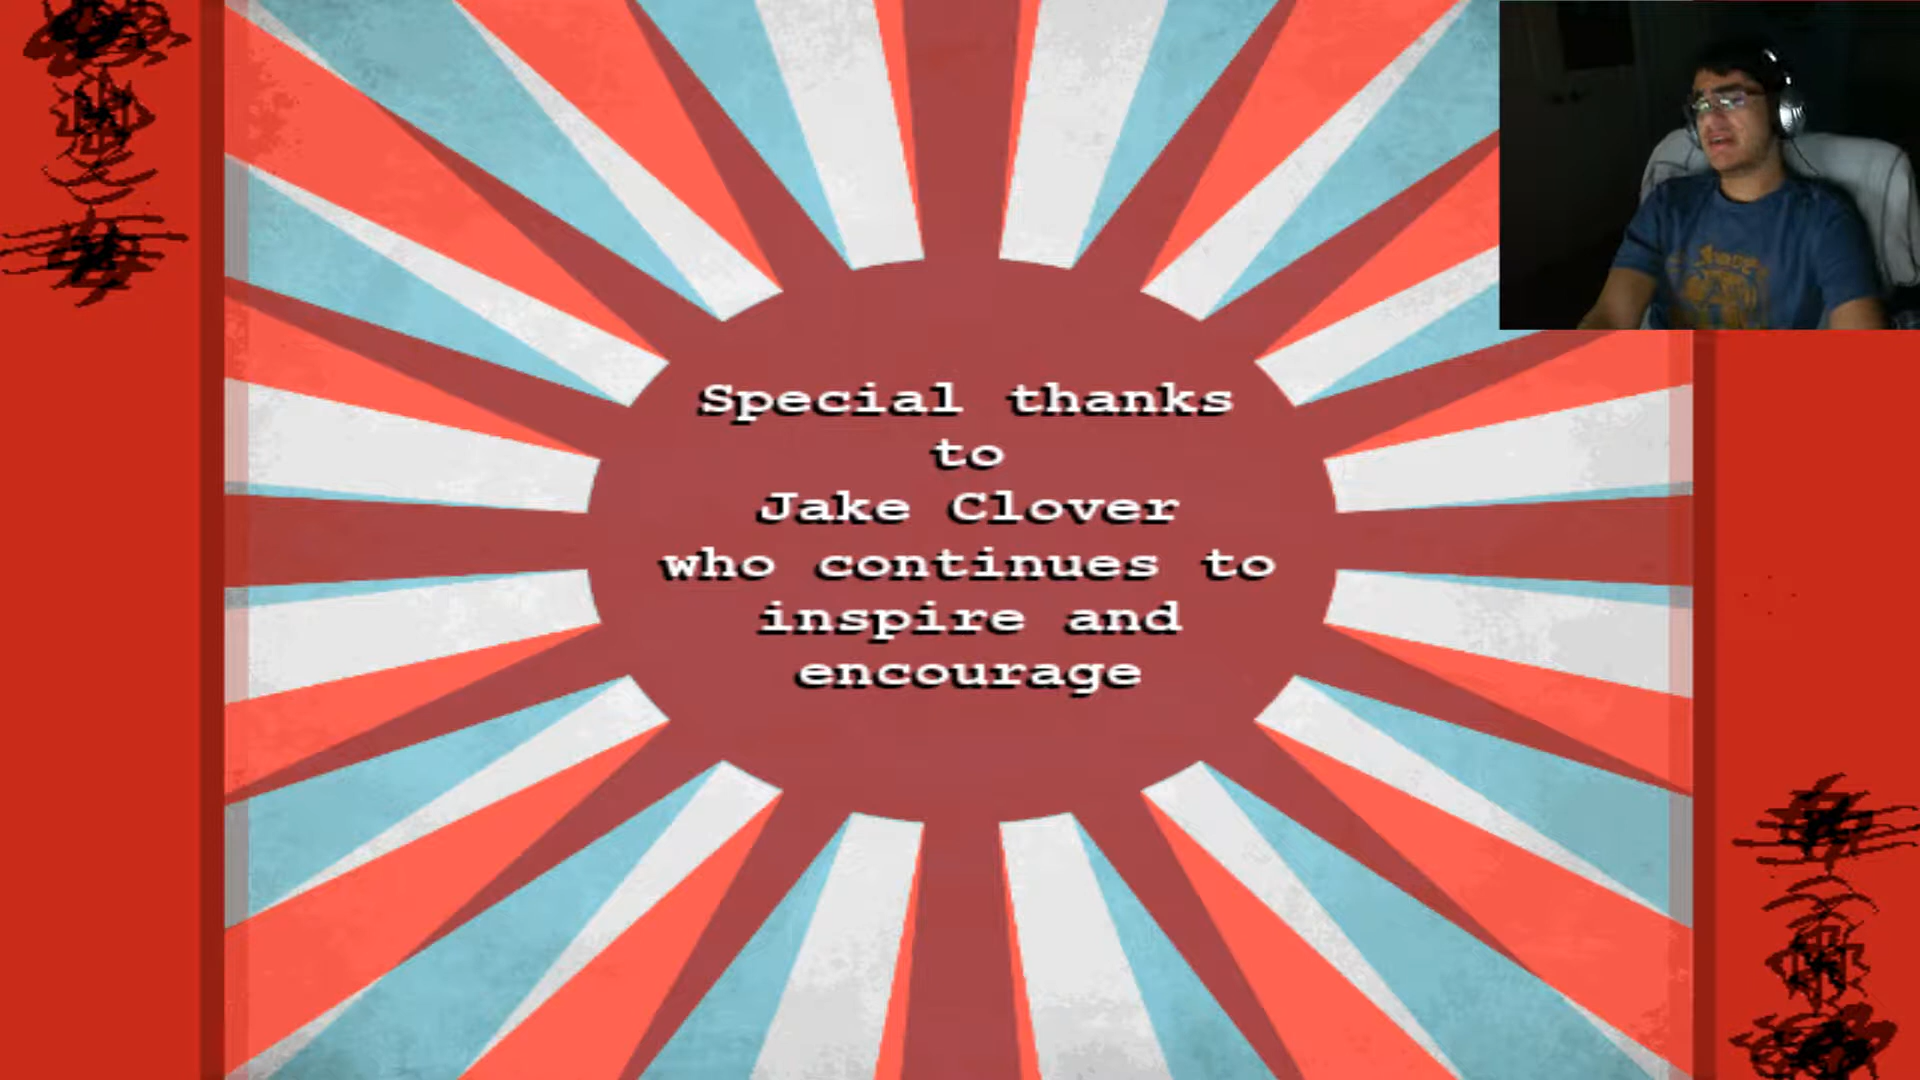 Special thanks
to
Jake Clover
who continues to
inspire and
encourage